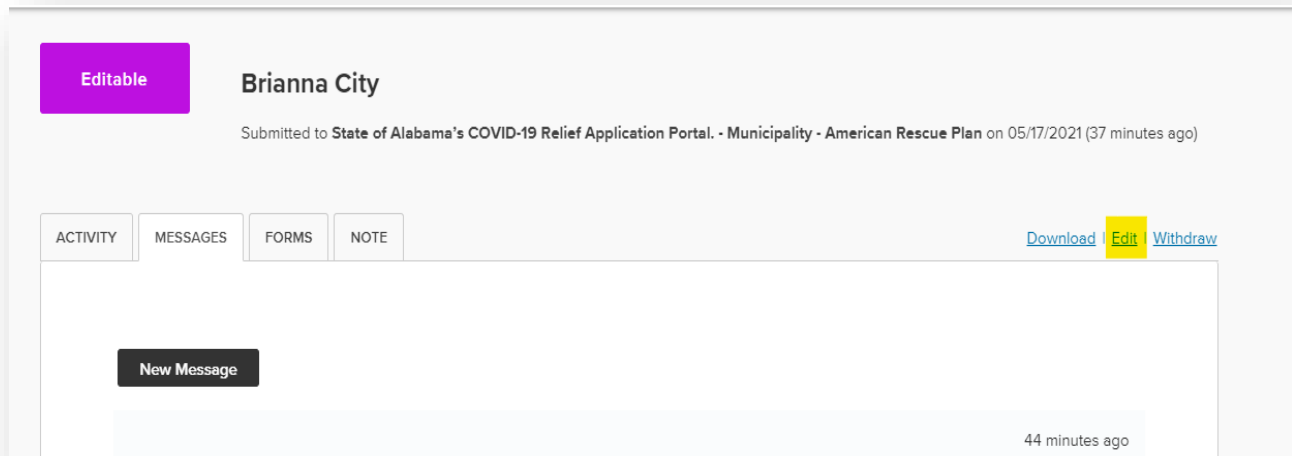 Editable
Brianna City
Submitted to State of Alabama's COVID-19 Relief Application Portal. - Municipality - American Rescue Plan on 05/17/2021 (37 minutes ago)
ACTIVITY MESSAGES FORMS NOTE Download | Edit | Withdraw
New Message
44 minutes ago